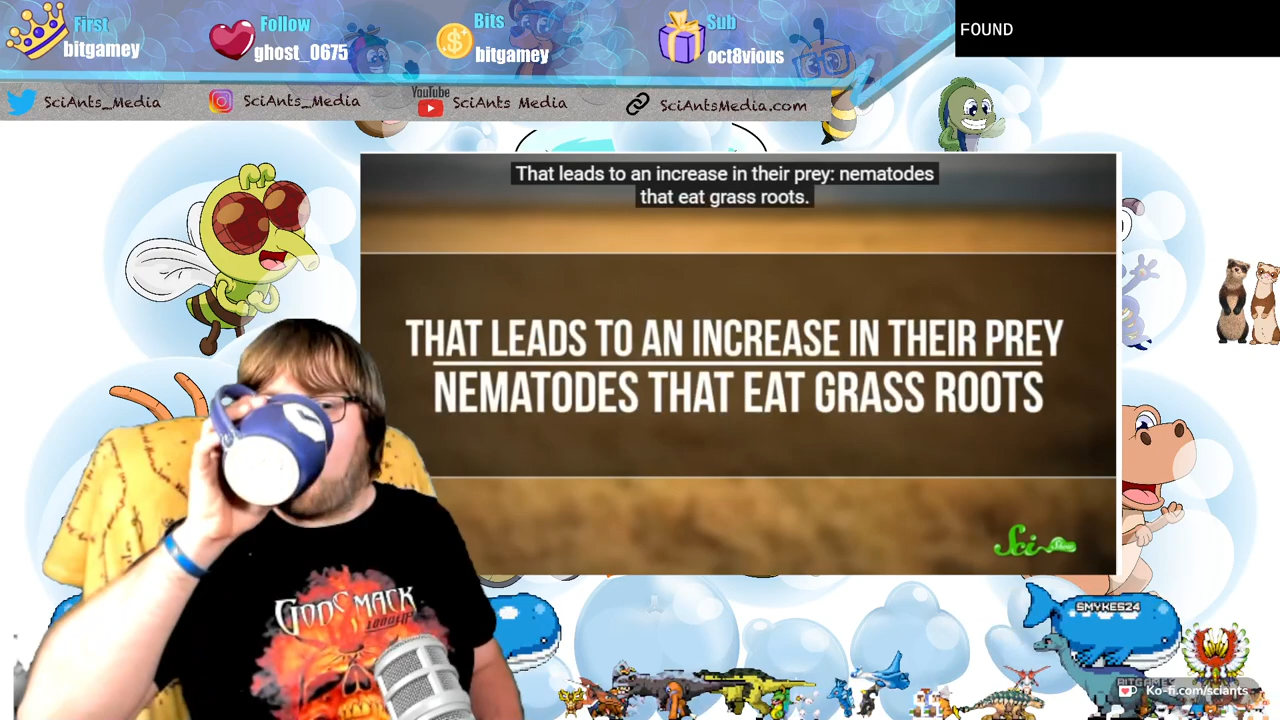 First
bitgamey
Follow
ghost_0675
Bits
bitgamey
Sub
oct8vious
FOUND
SciAnts_Media
SciAnts_Media
YouTube
SciAnts Media
SciAntsMedia.com
That leads to an increase in their prey: nematodes
that eat grass roots.
THAT LEADS TO AN INCREASE IN THEIR PREY
NEMATODES THAT EAT GRASS ROOTS
Sci
S
GODSMACK
1000HP
SMYKES24
BITGAMEY
Ko-fi.com/sciants